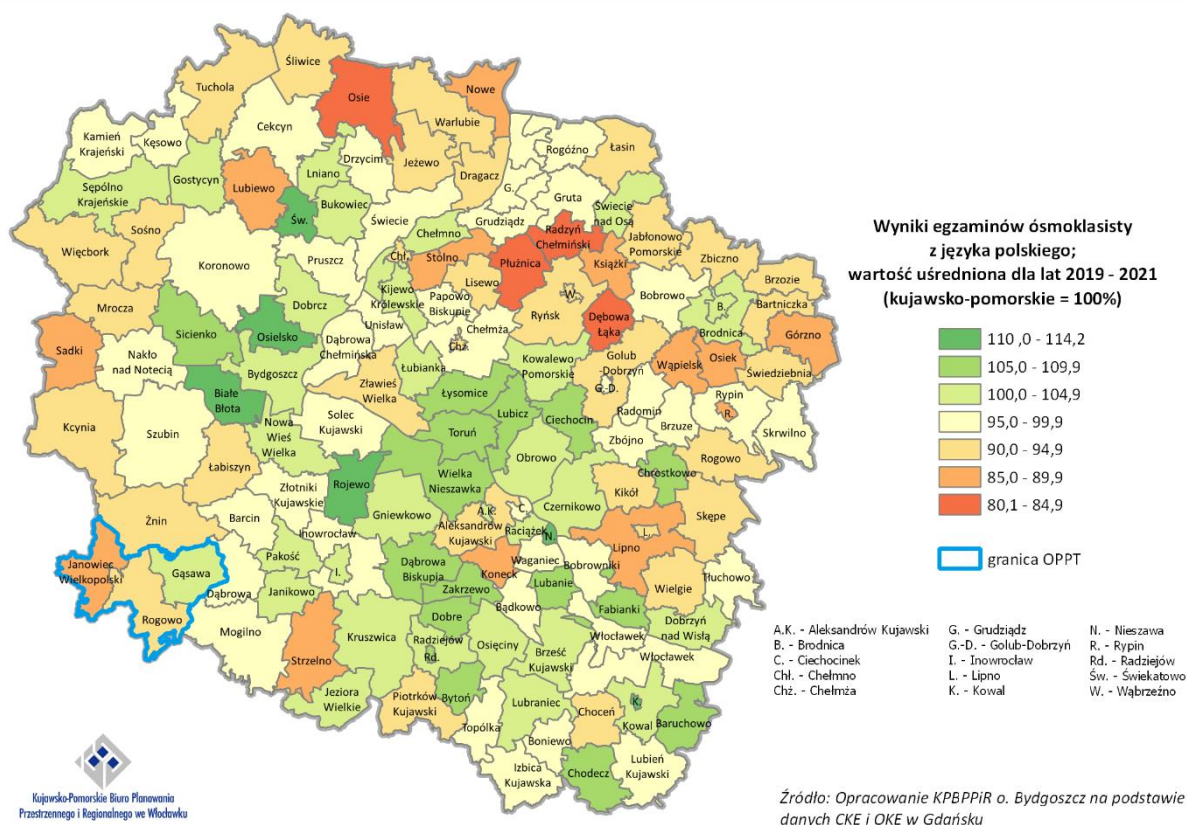 Śliwice
Tuchola
Osie
Nowe
Cekcyn
Warlubie
Kamień
Krajeński
Kęsowo
Rogóźno
Łasin
Drzycim
Jeżewo
Lniano
Dragacz
Gostycyn
Lubiewo
G.
Gruta
Sępólno
Krajeńskie
Bukowiec
Św.
Świecie
Świecie
nad Osą
Grudziądz
Sośno
Chełmno
Radzyń
Chełmiński
Więcbork
Jabłonowo
Pomorskie
Koronowo
Pruszcz
Chł.
Stolno
Płużnica
Książki
Zbiczno
Brzozie
Lisewo
Kijewo
Królewskie
Papowo
Biskupie
W.
Bobrowo
Bartniczka
Mrocza
Dobrcz
B.
Ryńsk
Unisław
Dębowa
Łąka
Brodnica
Górzno
Sicienko
Osielsko
Chełmża
Dąbrowa
Chełmińska
Chż.
Sadki
Nakło
nad Notecią
Golub
-Dobrzyń
Wąpielsk
Osiek
Kowalewo
Pomorskie
Łubianka
Bydgoszcz
Świedziebnia
Zławieś
Wielka
G.-D.
Białe
Błota
Łysomice
Rypin
R.
Lubicz
Ciechocin
Radomin
Solec
Kujawski
Kcynia
Szubin
Nowa
Wieś
Wielka
Toruń
Brzuze
Skrwilno
Zbójno
Obrowo
Łabiszyn
Wielka
Nieszawka
Rogowo
Chrostkowo
Rojewo
Złotniki
Kujawskie
Kikół
Czernikowo
Gniewkowo
A.K.
C.
Skępe
Żnin
Barcin
Aleksandrów
Kujawski
Raciążek
N.
Inowrocław
L.
Lipno
Pakość
Janowiec
Wielkopolski
Gąsawa
I.
Dąbrowa
Biskupia
Koneck
Waganiec
Bobrowniki
Tłuchowo
Lubanie
Wielgie
Dąbrowa
Janikowo
Zakrzewo
Bądkowo
Fabianki
Rogowo
Dobre
Dobrzyń
nad Wisłą
Mogilno
Kruszwica
Radziejów
Osięciny
Włocławek
Strzelno
Rd.
Brześć
Kujawski
Włocławek
Jeziora
Wielkie
Bytoń
Piotrków
Kujawski
Lubraniec
K.
Choceń
Kowal
Baruchowo
Topólka
Boniewo
Lubień
Kujawski
Izbica
Kujawska
Chodecz
Wyniki egzaminów ósmoklasisty
z języka polskiego;
wartość uśredniona dla lat 2019 - 2021
(kujawsko-pomorskie = 100%)
110 ,0 - 114,2
105,0 - 109,9
100,0 - 104,9
95,0 - 99,9
90,0 - 94,9
85,0 - 89,9
80,1 - 84,9
granica OPPT
A.K. - Aleksandrów Kujawski
B. - Brodnica
C. - Ciechocinek
Chł. - Chełmno
Chż. - Chełmża
G. - Grudziądz
G.-D. - Golub-Dobrzyń
I. - Inowrocław
L. - Lipno
K. - Kowal
N. - Nieszawa
R. - Rypin
Rd. - Radziejów
Św. - Świekatowo
W. - Wąbrzeźno
Kujawsko-Pomorskie Biuro Planowania
Przestrzennego i Regionalnego we Włocławku
Źródło: Opracowanie KPBPPiR o. Bydgoszcz na podstawie
danych CKE i OKE w Gdańsku